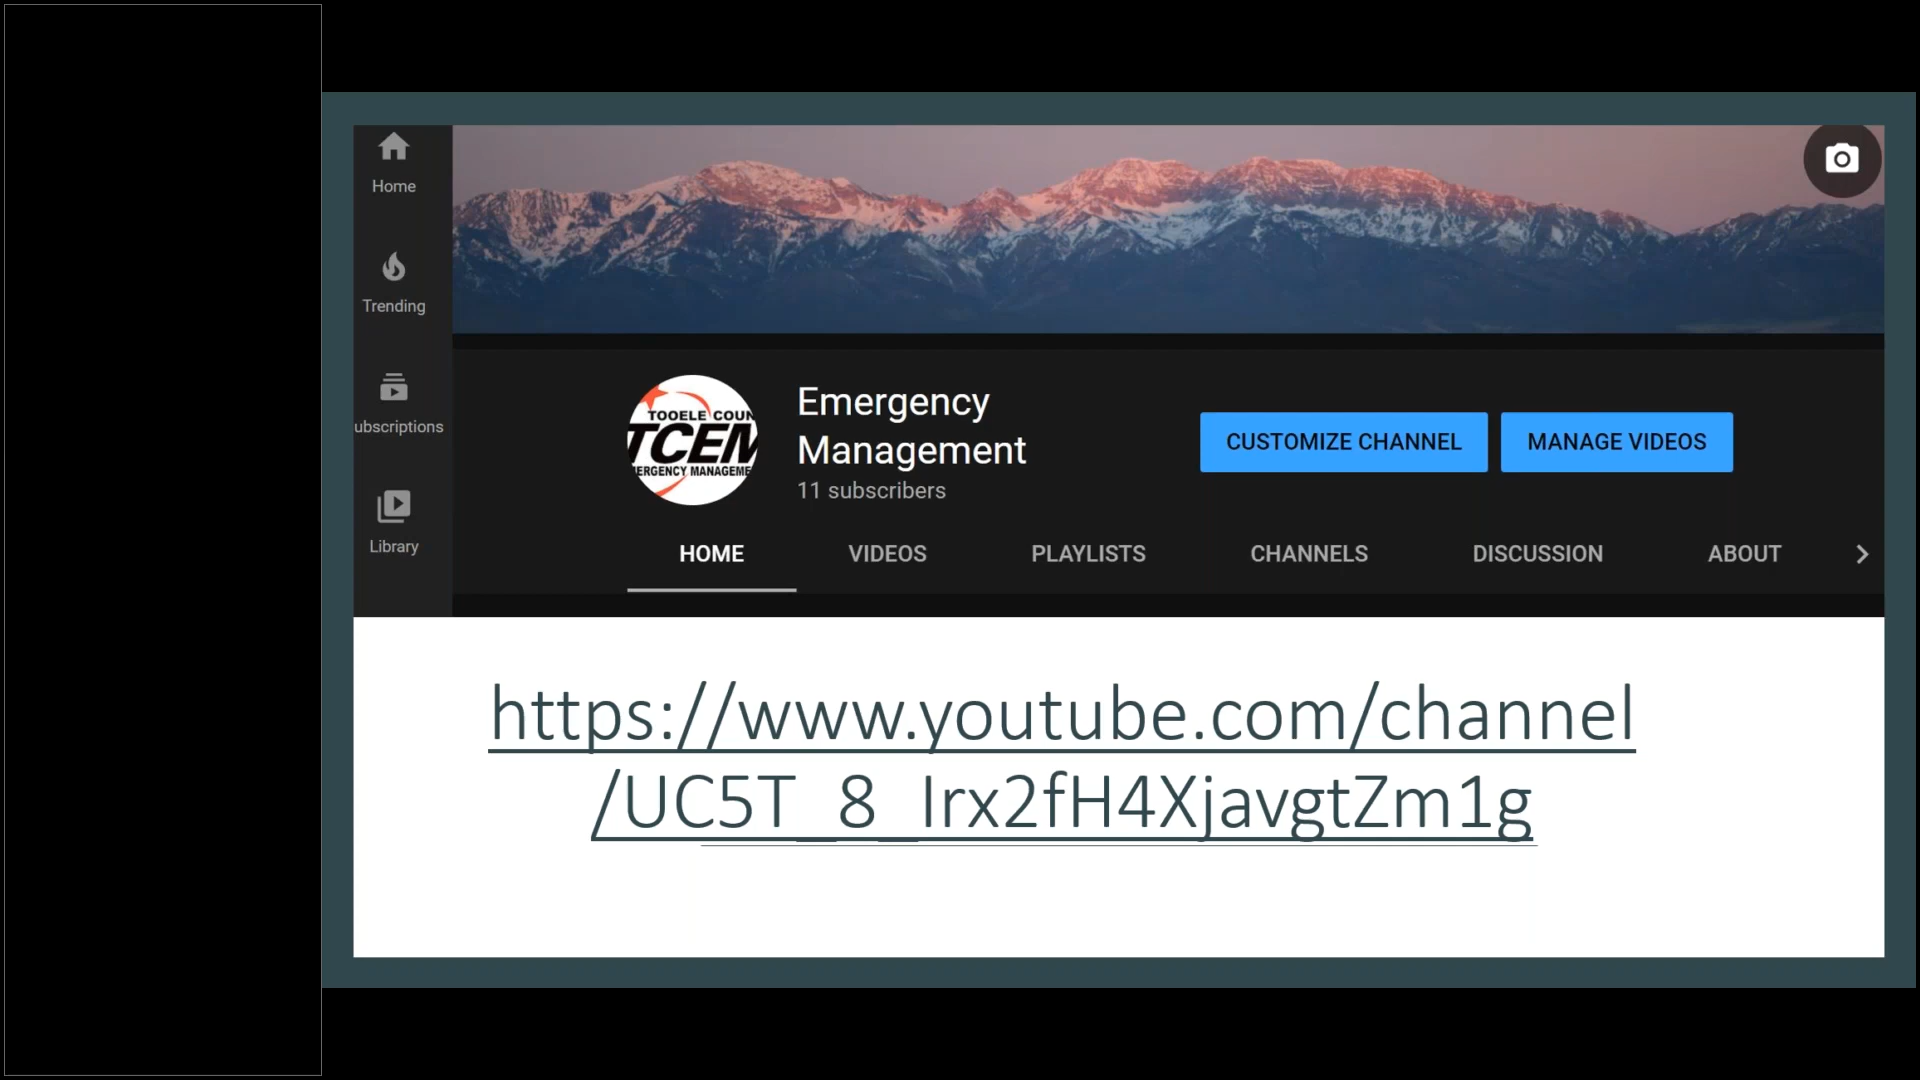 Home
Trending
ubscriptions
Library
TOOELE COUN
TCEM
ERGENCY MANAGEME
Emergency
Management
11 subscribers
CUSTOMIZE CHANNEL
MANAGE VIDEOS
HOME
VIDEOS
PLAYLISTS
CHANNELS
DISCUSSION
ABOUT
https://www.youtube.com/channel
/UC5T_8_Irx2fH4XjavgtZm1g